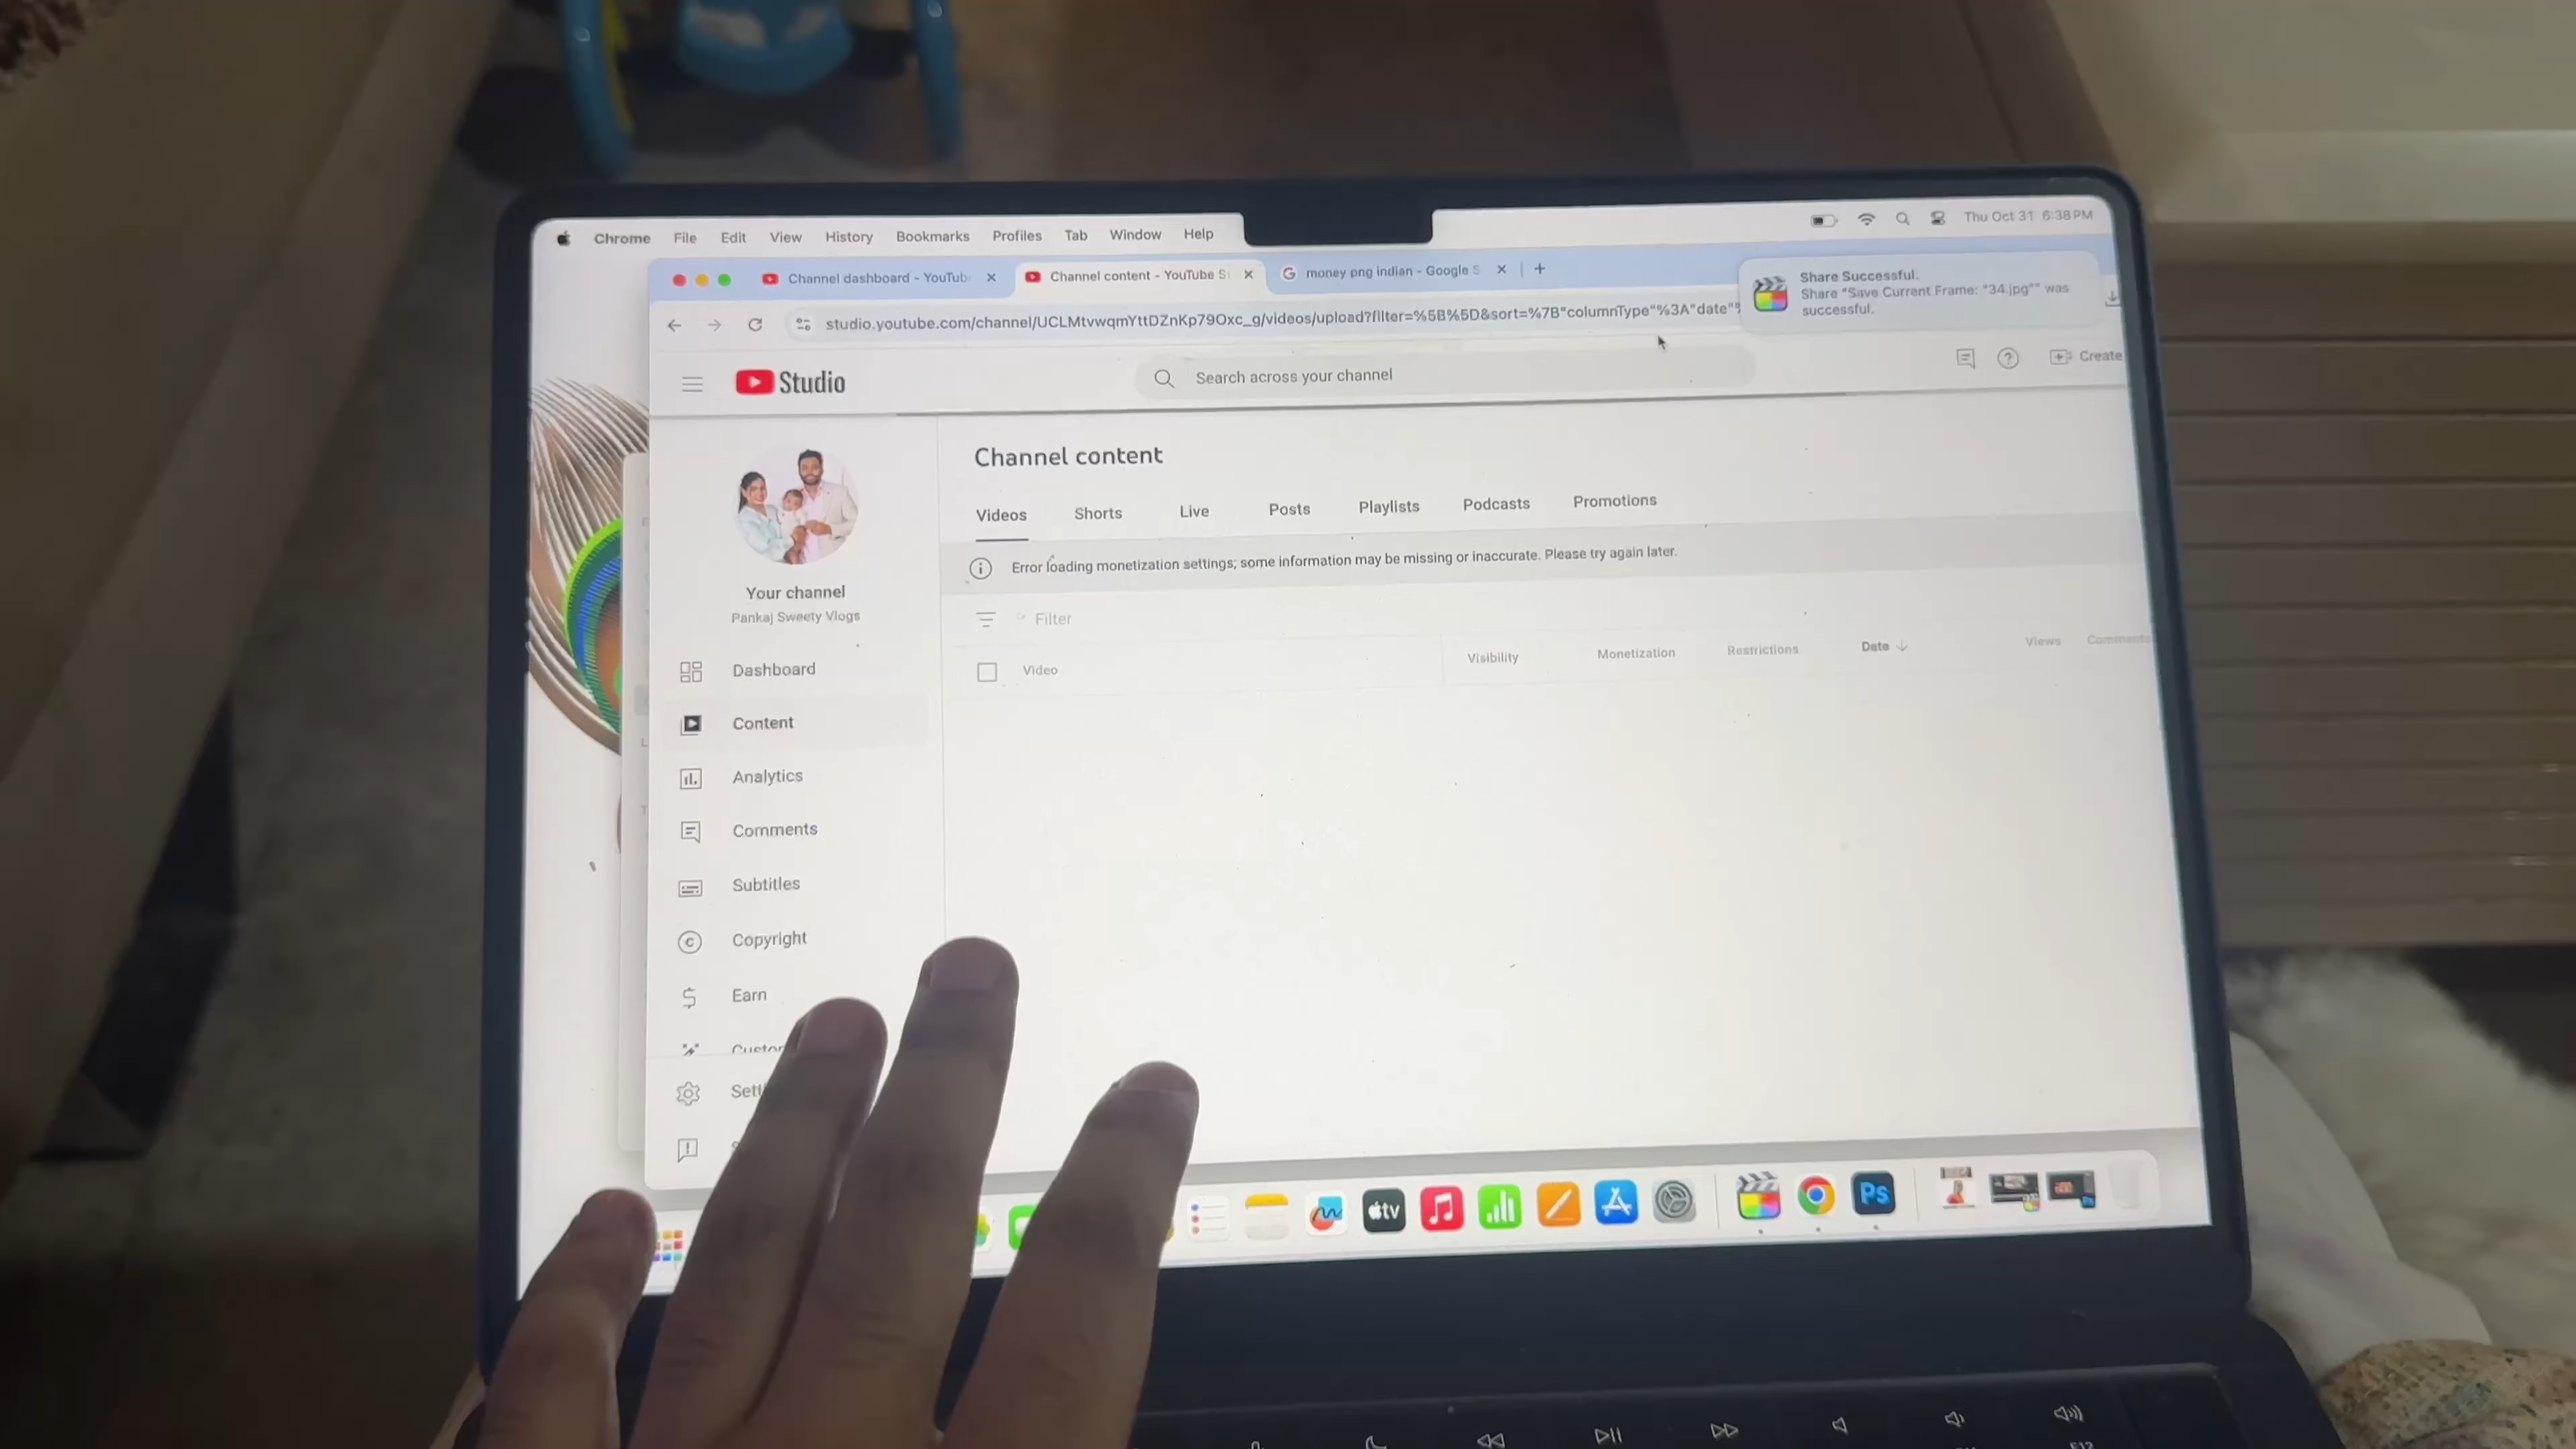 Chrome File Edit View History Bookmarks Profiles Tab Window Help
Thu Oct 31 6:38 PM
Channel dashboard - YouTub
Channel content - YouTube S
money png indian - Google S
studio.youtube.com/channel/UCLMtvwqmYttDZnKp79Oxc_g/videos/upload?filter=%5B%5D&sort=%7B"columnType"%3A"date"%
Share Successful.
Share "Save Current Frame: "34.jpg"" was
successful.
Studio
Search across your channel
Create
Channel content
Videos Shorts Live Posts Playlists Podcasts Promotions
Error loading monetization settings; some information may be missing or inaccurate. Please try again later.
Your channel
Pankaj Sweety Vlogs
Filter
Video Visibility Monetization Restrictions Date Views Comments
Dashboard
Content
Analytics
Comments
Subtitles
Copyright
Earn
Custom
Setti
tv
Ps